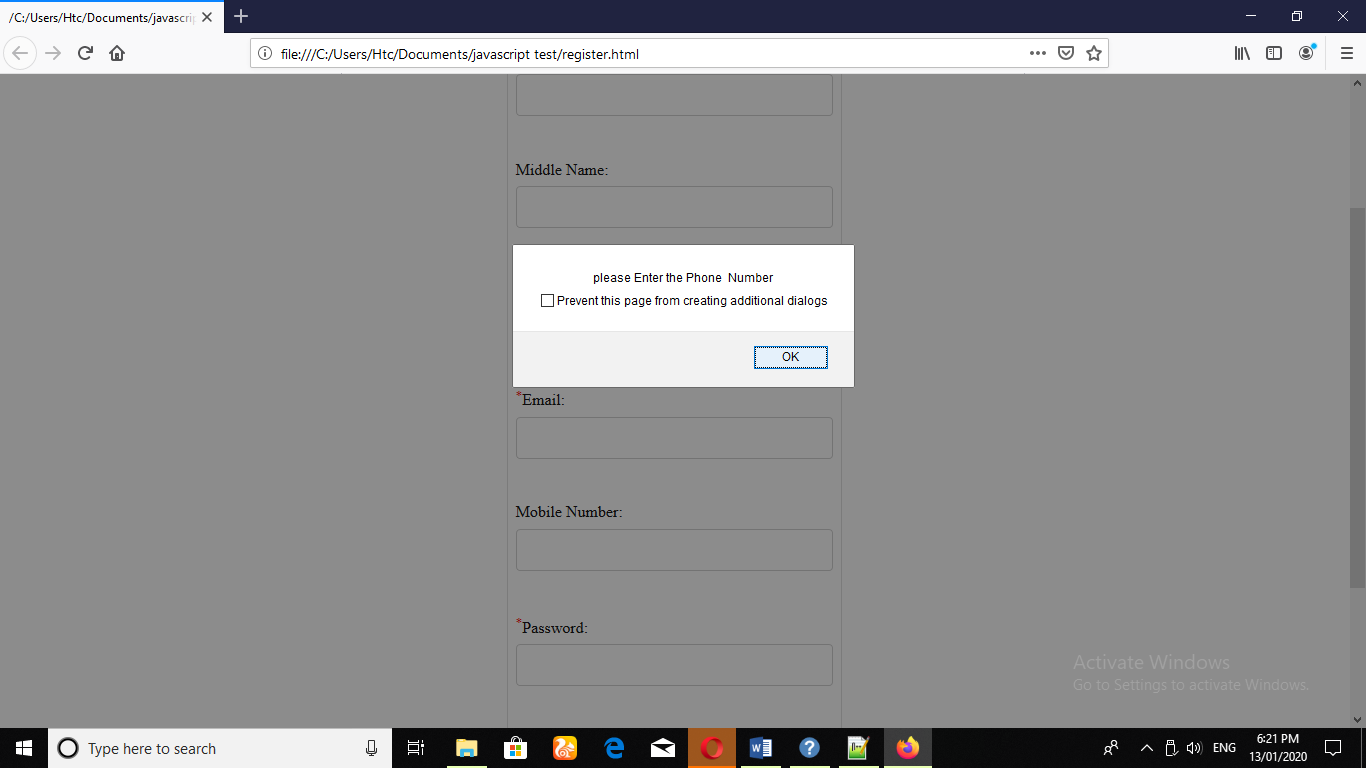 /C:/Users/Htc/Documents/javascri
file:///C:/Users/Htc/Documents/javascript test/register.html
Middle Name:
please Enter the Phone  Number
Prevent this page from creating additional dialogs
OK
*Email:
Mobile Number:
*Password:
Activate Windows
Go to Settings to activate Windows.
Type here to search
ENG
6:21 PM
13/01/2020